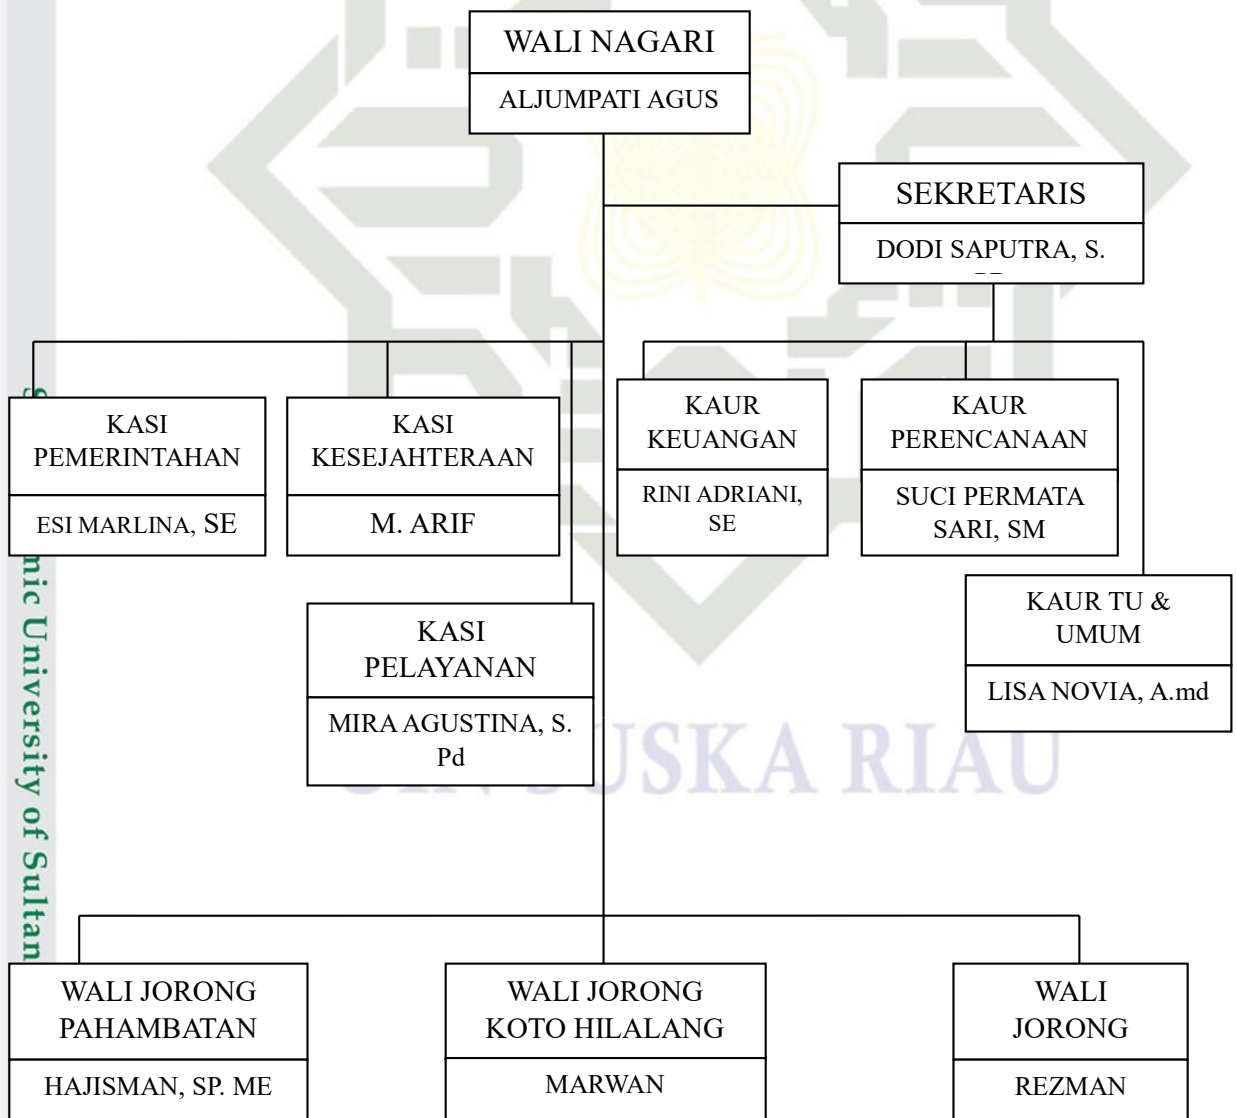 WALI NAGARI
ALJUMPATI AGUS
SEKRETARIS
DODI SAPUTRA, S.
KASI
PEMERINTAHAN
ESI MARLINA, SE
KASI
KESEJAHTERAAN
M. ARIF
KAUR
KEUANGAN
RINI ADRIANI,
SE
KAUR
PERENCANAAN
SUCI PERMATA
SARI, SM
KASI
PELAYANAN
MIRA AGUSTINA, S.
Pd
KAUR TU &
UMUM
LISA NOVIA, A.md
WALI JORONG
PAHAMBATAN
HAJISMAN, SP. ME
WALI JORONG
KOTO HILALANG
MARWAN
WALI
JORONG
REZMAN
SUSKA RIAU
University of Sultan